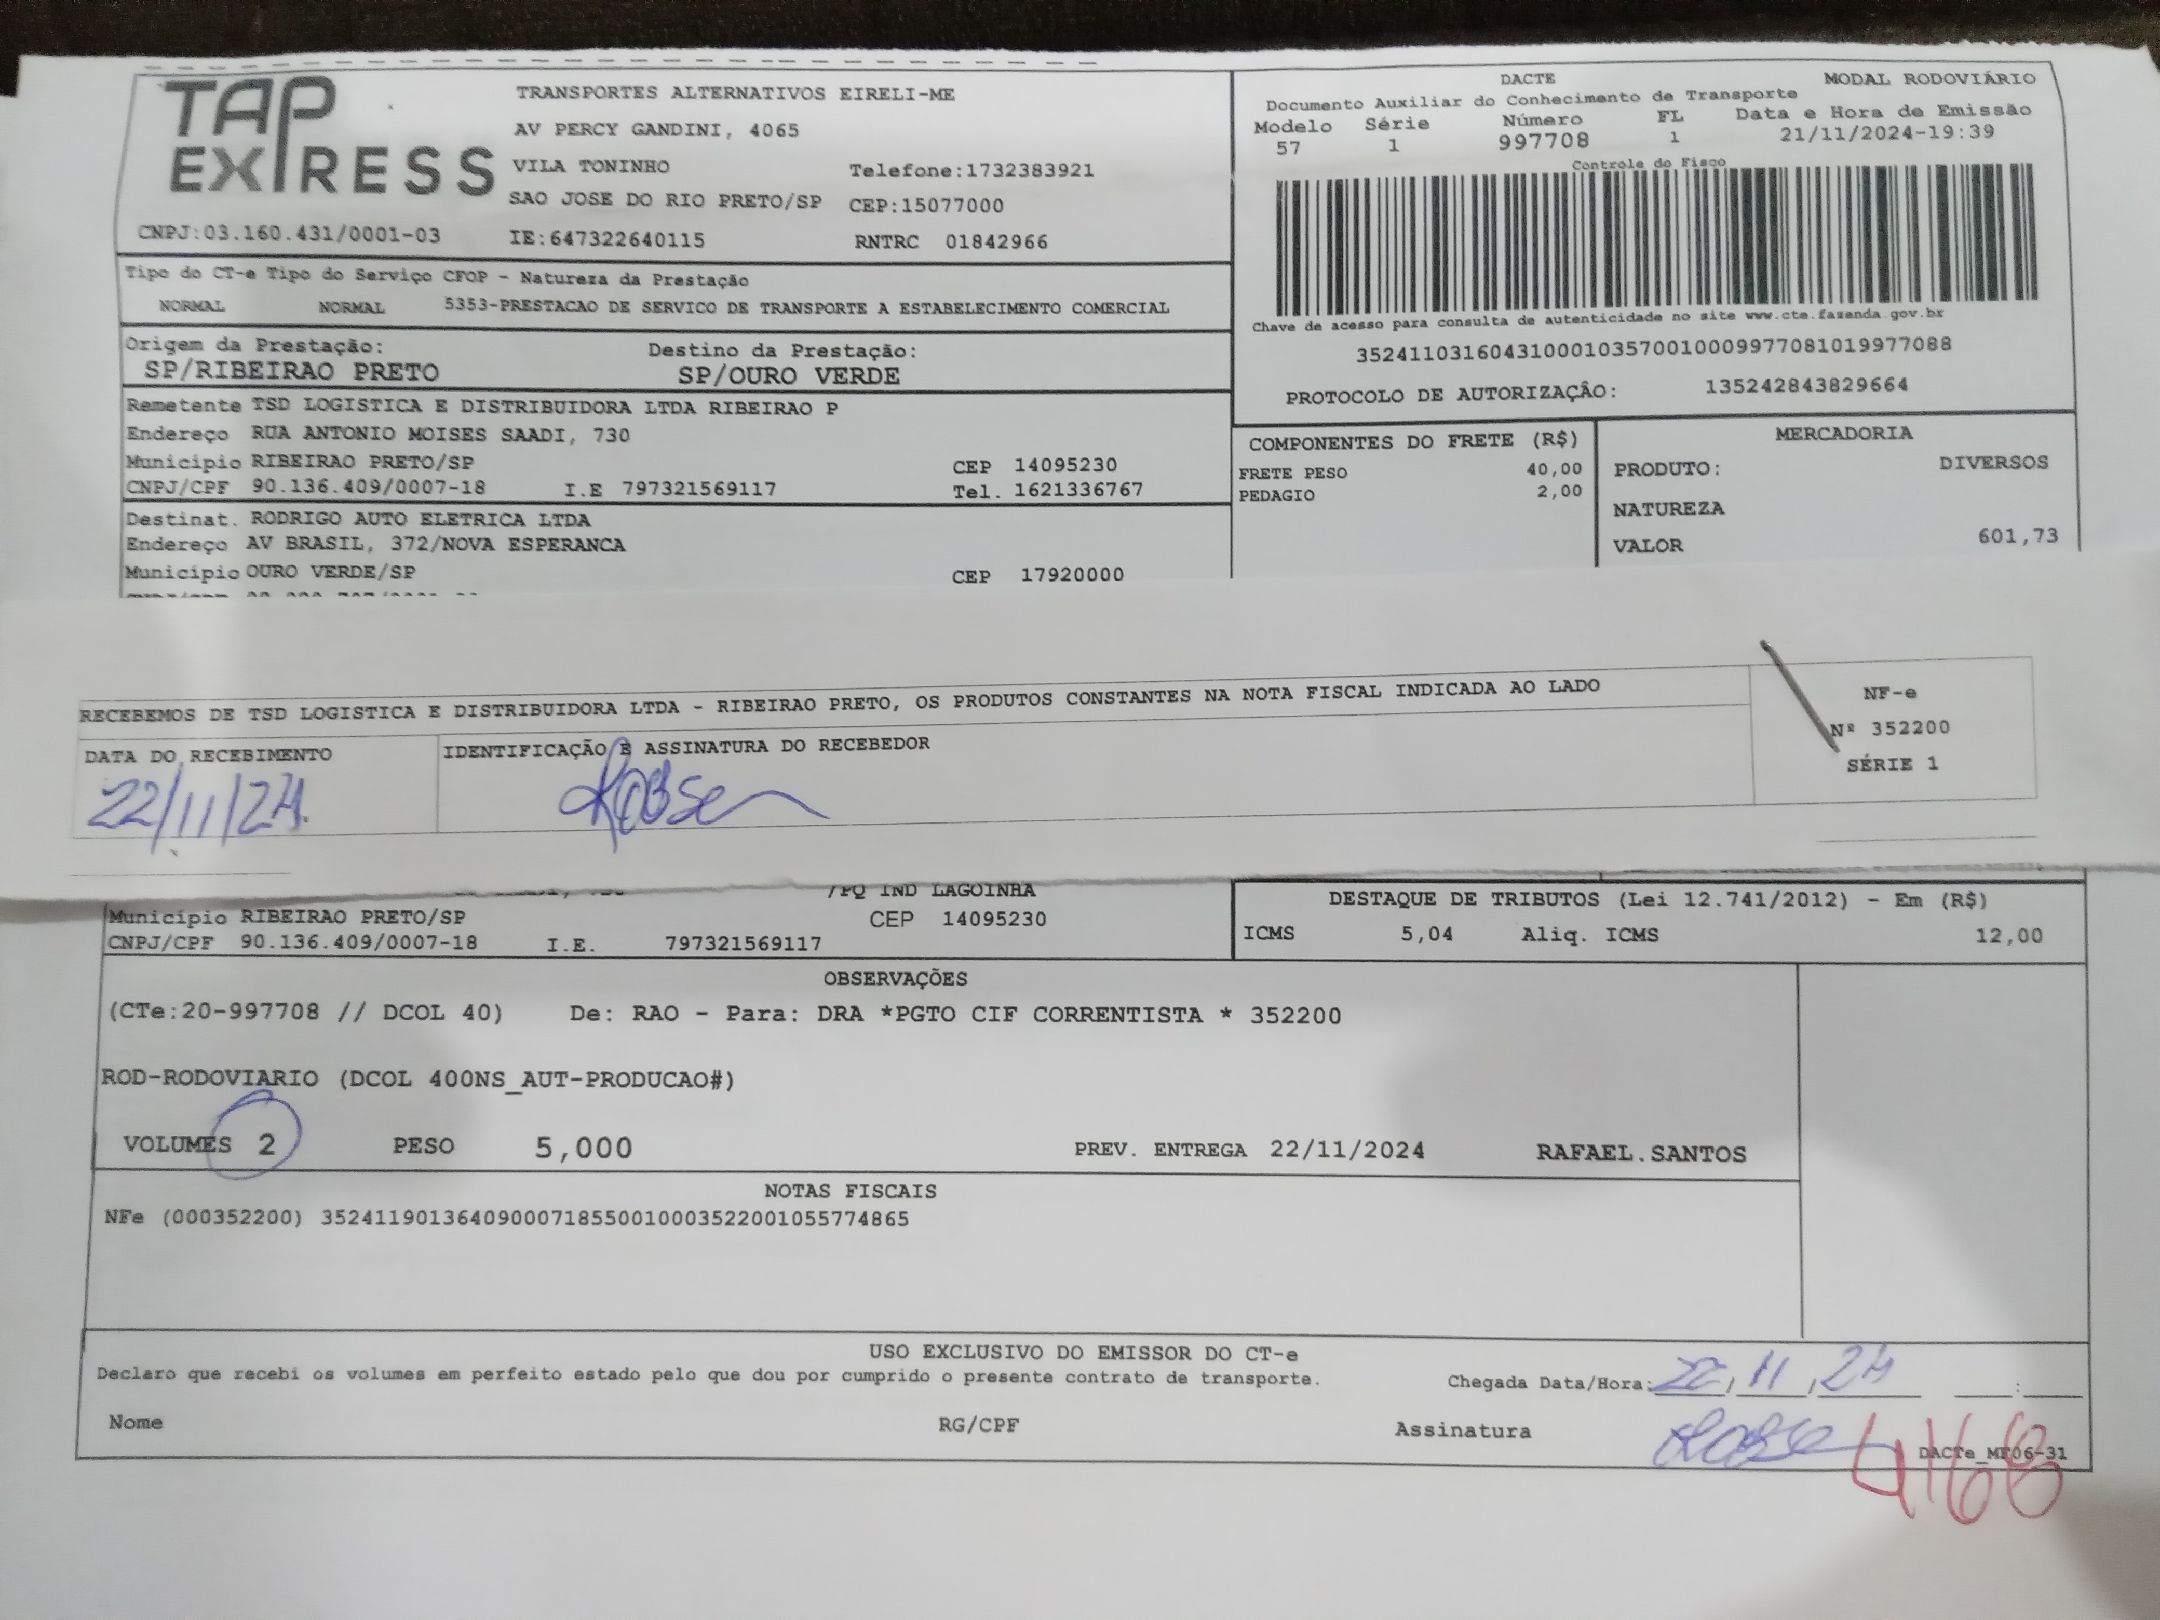 TAP EXPRESS
TRANSPORTES ALTERNATIVOS EIRELI-ME
AV PERCY GANDINI, 4065
VILA TONINHO Telefone:1732383921
SAO JOSE DO RIO PRETO/SP CEP:15077000
CNPJ:03.160.431/0001-03 IE:647322640115 RNTRC 01842966
DACTE MODAL RODOVIÁRIO
Documento Auxiliar do Conhecimento de Transporte
Modelo Série Número FL Data e Hora de Emissão
57 1 997708 1 21/11/2024-19:39
Controle do Fisco
Chave de acesso para consulta de autenticidade no site www.cte.fazenda.gov.br
35241103160431000103570010009977081019977088
PROTOCOLO DE AUTORIZAÇÃO: 135242843829664
Tipo do CT-e Tipo do Serviço CFOP - Natureza da Prestação
NORMAL NORMAL 5353-PRESTACAO DE SERVICO DE TRANSPORTE A ESTABELECIMENTO COMERCIAL
Origem da Prestação: Destino da Prestação:
SP/RIBEIRAO PRETO SP/OURO VERDE
Remetente TSD LOGISTICA E DISTRIBUIDORA LTDA RIBEIRAO P
Endereço RUA ANTONIO MOISES SAADI, 730
Município RIBEIRAO PRETO/SP CEP 14095230
CNPJ/CPF 90.136.409/0007-18 I.E 797321569117 Tel. 1621336767
Destinat. RODRIGO AUTO ELETRICA LTDA
Endereço AV BRASIL, 372/NOVA ESPERANCA
Município OURO VERDE/SP CEP 17920000
COMPONENTES DO FRETE (R$)
FRETE PESO 40,00
PEDAGIO 2,00
MERCADORIA
PRODUTO: DIVERSOS
NATUREZA
VALOR 601,73
RECEBEMOS DE TSD LOGISTICA E DISTRIBUIDORA LTDA - RIBEIRAO PRETO, OS PRODUTOS CONSTANTES NA NOTA FISCAL INDICADA AO LADO
DATA DO RECEBIMENTO IDENTIFICAÇÃO E ASSINATURA DO RECEBEDOR
22/11/24 Robson
NF-e
Nº 352200
SÉRIE 1
/PQ IND LAGOINHA
Município RIBEIRAO PRETO/SP CEP 14095230
CNPJ/CPF 90.136.409/0007-18 I.E. 797321569117
DESTAQUE DE TRIBUTOS (Lei 12.741/2012) - Em (R$)
ICMS 5,04 Aliq. ICMS 12,00
OBSERVAÇÕES
(CTe:20-997708 // DCOL 40) De: RAO - Para: DRA *PGTO CIF CORRENTISTA * 352200
ROD-RODOVIARIO (DCOL 400NS_AUT-PRODUCAO#)
VOLUMES 2 PESO 5,000 PREV. ENTREGA 22/11/2024 RAFAEL.SANTOS
NOTAS FISCAIS
NFe (000352200) 35241190136409000718550010003522001055774865
USO EXCLUSIVO DO EMISSOR DO CT-e
Declaro que recebi os volumes em perfeito estado pelo que dou por cumprido o presente contrato de transporte.
Chegada Data/Hora: 22/11/24 :
Nome RG/CPF Assinatura Robson
DACTe_MF06-31
4166